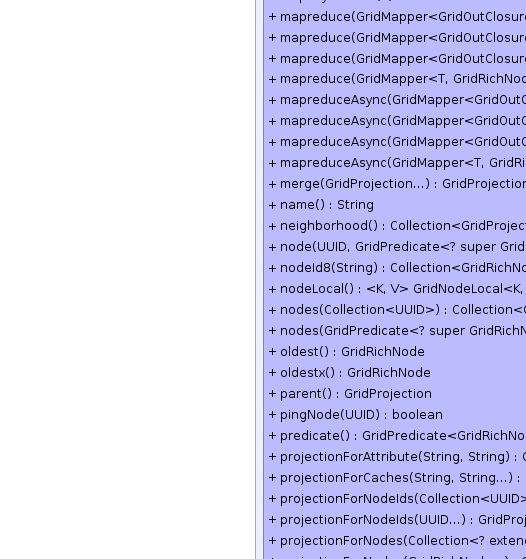 + mapreduce(GridMapper<GridOutClosure
+ mapreduce(GridMapper<GridOutClosure
+ mapreduce(GridMapper<GridOutClosure
+ mapreduce(GridMapper<T, GridRichNod
+ mapreduceAsync(GridMapper<GridOutC
+ mapreduceAsync(GridMapper<GridOutC
+ mapreduceAsync(GridMapper<GridOutC
+ mapreduceAsync(GridMapper<T, GridRi
+ merge(GridProjection...) : GridProjection
+ name() : String
+ neighborhood() : Collection<GridProject
+ node(UUID, GridPredicate<? super Grid
+ nodeId8(String) : Collection<GridRichNo
+ nodeLocal() : <K, V> GridNodeLocal<K,
+ nodes(Collection<UUID>) : Collection<G
+ nodes(GridPredicate<? super GridRichN
+ oldest() : GridRichNode
+ oldestx() : GridRichNode
+ parent() : GridProjection
+ pingNode(UUID) : boolean
+ predicate() : GridPredicate<GridRichNo
+ projectionForAttribute(String, String) : G
+ projectionForCaches(String, String...) :
+ projectionForNodeIds(Collection<UUID>
+ projectionForNodeIds(UUID...) : GridProj
+ projectionForNodes(Collection<? exten